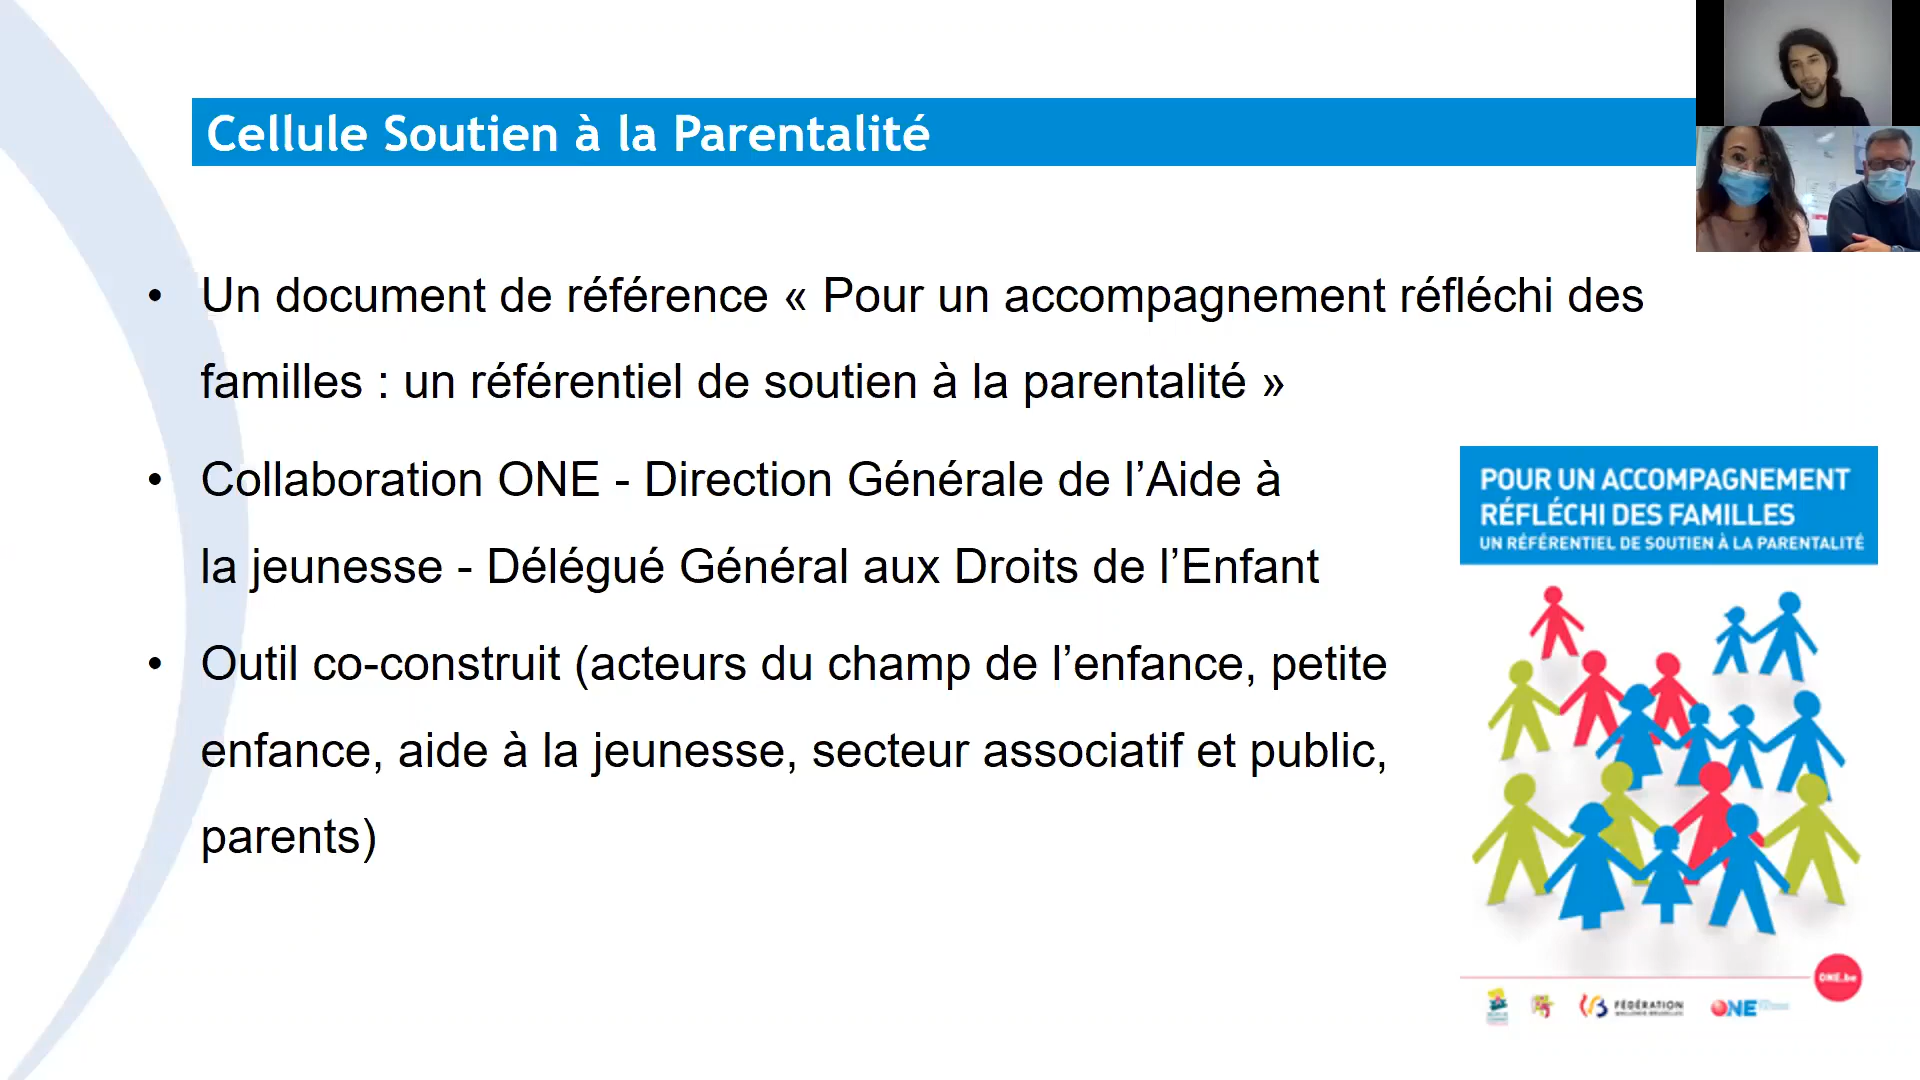 Cellule Soutien à la Parentalité
• Un document de référence « Pour un accompagnement réfléchi des
familles : un référentiel de soutien à la parentalité »
• Collaboration ONE - Direction Générale de l’Aide à
la jeunesse - Délégué Général aux Droits de l’Enfant
• Outil co-construit (acteurs du champ de l’enfance, petite
enfance, aide à la jeunesse, secteur associatif et public,
parents)
POUR UN ACCOMPAGNEMENT
RÉFLÉCHI DES FAMILLES
UN RÉFÉRENTIEL DE SOUTIEN À LA PARENTALITÉ
ONE.be
FÉDÉRATION
WALLONIE-BRUXELLES
ONE